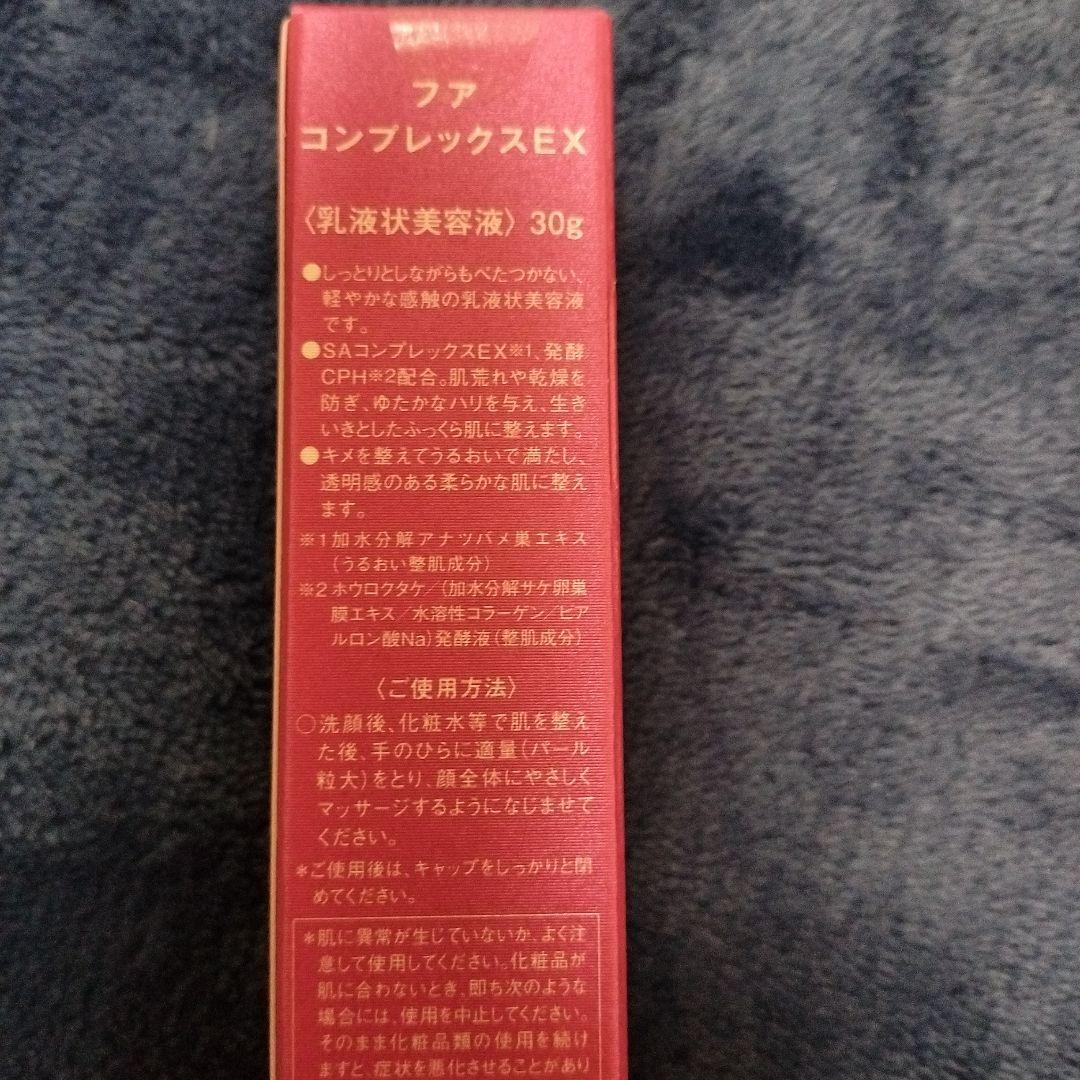 フア
コンプレックスEX
〈乳液状美容液〉30g
●しっとりとしながらもべたつかない、
軽やかな感触の乳液状美容液
です。
●SAコンプレックスEX※1、発酵
CPH※2配合。肌荒れや乾燥を
防ぎ、ゆたかなハリを与え、生き
いきとしたふっくら肌に整えます。
●キメを整えてうるおいで満たし、
透明感のある柔らかな肌に整え
ます。
※1加水分解アナツバメ巣エキス
(うるおい整肌成分)
※2ホウロクタケ/(加水分解サケ卵巣
膜エキス/水溶性コラーゲン/ヒア
ルロン酸Na)発酵液(整肌成分)
〈ご使用方法〉
○洗顔後、化粧水等で肌を整え
た後、手のひらに適量(パール
粒大)をとり、顔全体にやさしく
マッサージするようになじませて
ください。
*ご使用後は、キャップをしっかりと閉
めてください。
*肌に異常が生じていないか、よく注
意して使用してください。化粧品が
肌に合わないとき、即ち次のような
場合には、使用を中止してください。
そのまま化粧品類の使用を続け
ますと、症状を悪化させることがあり